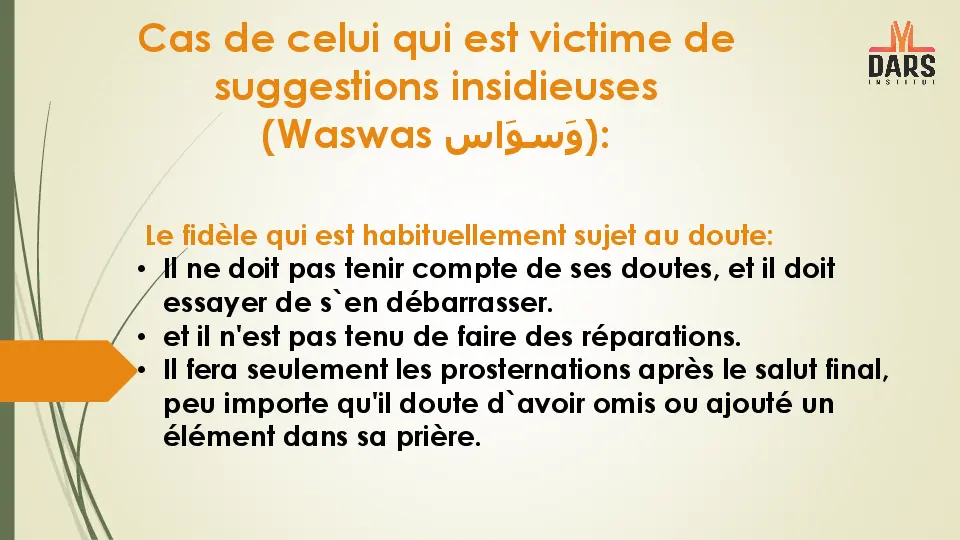 Cas de celui qui est victime de
suggestions insidieuses
(Waswas وَسوَاس):
M
DARS
INSTITUT
Le fidèle qui est habituellement sujet au doute:
• Il ne doit pas tenir compte de ses doutes, et il doit
essayer de s`en débarrasser.
• et il n'est pas tenu de faire des réparations.
• Il fera seulement les prosternations après le salut final,
peu importe qu'il doute d`avoir omis ou ajouté un
élément dans sa prière.